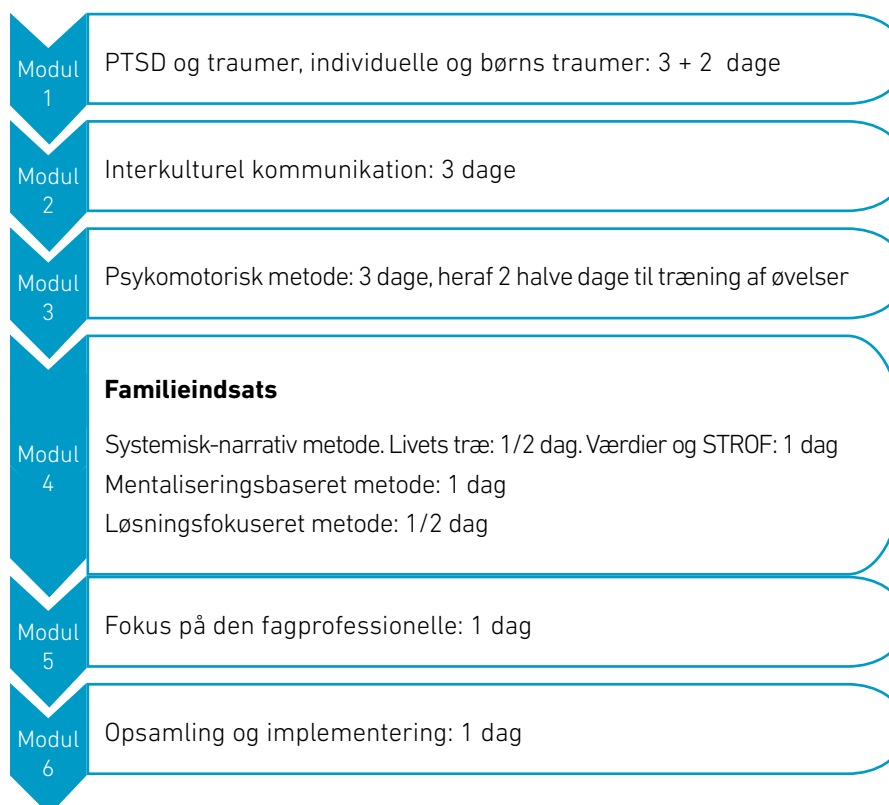 Modul
1
PTSD og traumer, individuelle og børns traumer: 3 + 2 dage
Modul
2
Interkulturel kommunikation: 3 dage
Modul
3
Psykomotorisk metode: 3 dage, heraf 2 halve dage til træning af øvelser
Modul
4
Familieindsats
Systemisk-narrativ metode. Livets træ: 1/2 dag. Værdier og STROF: 1 dag
Mentaliseringsbaseret metode: 1 dag
Løsningsfokuseret metode: 1/2 dag
Modul
5
Fokus på den fagprofessionelle: 1 dag
Modul
6
Opsamling og implementering: 1 dag